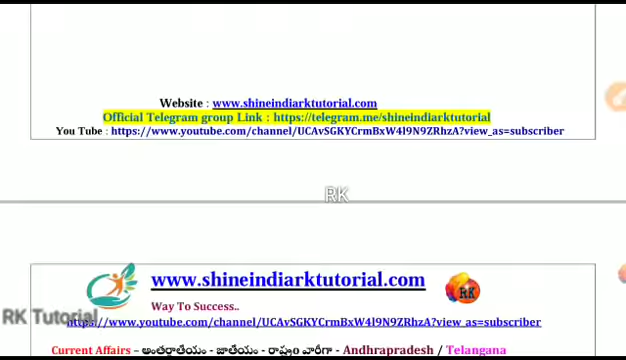 Website : www.shineindiarktutorial.com
Official Telegram group Link : https://telegram.me/shineindiarktutorial
You Tube : https://www.youtube.com/channel/UCAvSGKYCrmBxW4l9N9ZRhzA?view_as=subscriber
RK
www.shineindiarktutorial.com
RK
Way To Success..
RK Tutorial
https://www.youtube.com/channel/UCAvSGKYCrmBxW4l9N9ZRhzA?view_as=subscriber
Current Affairs – అంతర్జాతీయం - జాతీయం - రాష్ట్రం వారీగా - Andhrapradesh / Telangana